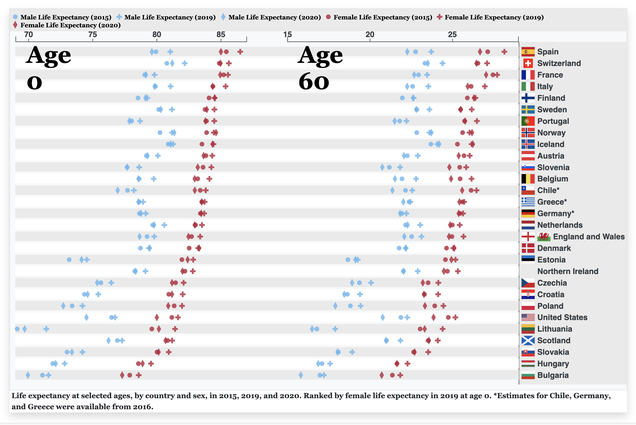 Male Life Expectancy (2015) Male Life Expectancy (2019) Male Life Expectancy (2020) Female Life Expectancy (2015) Female Life Expectancy (2019)
Female Life Expectancy (2020)
70 75 80 85 15 20 25
Age
0
Age
60
Spain
Switzerland
France
Italy
Finland
Sweden
Portugal
Norway
Iceland
Austria
Slovenia
Belgium
Chile*
Greece*
Germany*
Netherlands
England and Wales
Denmark
Estonia
Northern Ireland
Czechia
Croatia
Poland
United States
Lithuania
Scotland
Slovakia
Hungary
Bulgaria
Life expectancy at selected ages, by country and sex, in 2015, 2019, and 2020. Ranked by female life expectancy in 2019 at age 0. *Estimates for Chile, Germany,
and Greece were available from 2016.